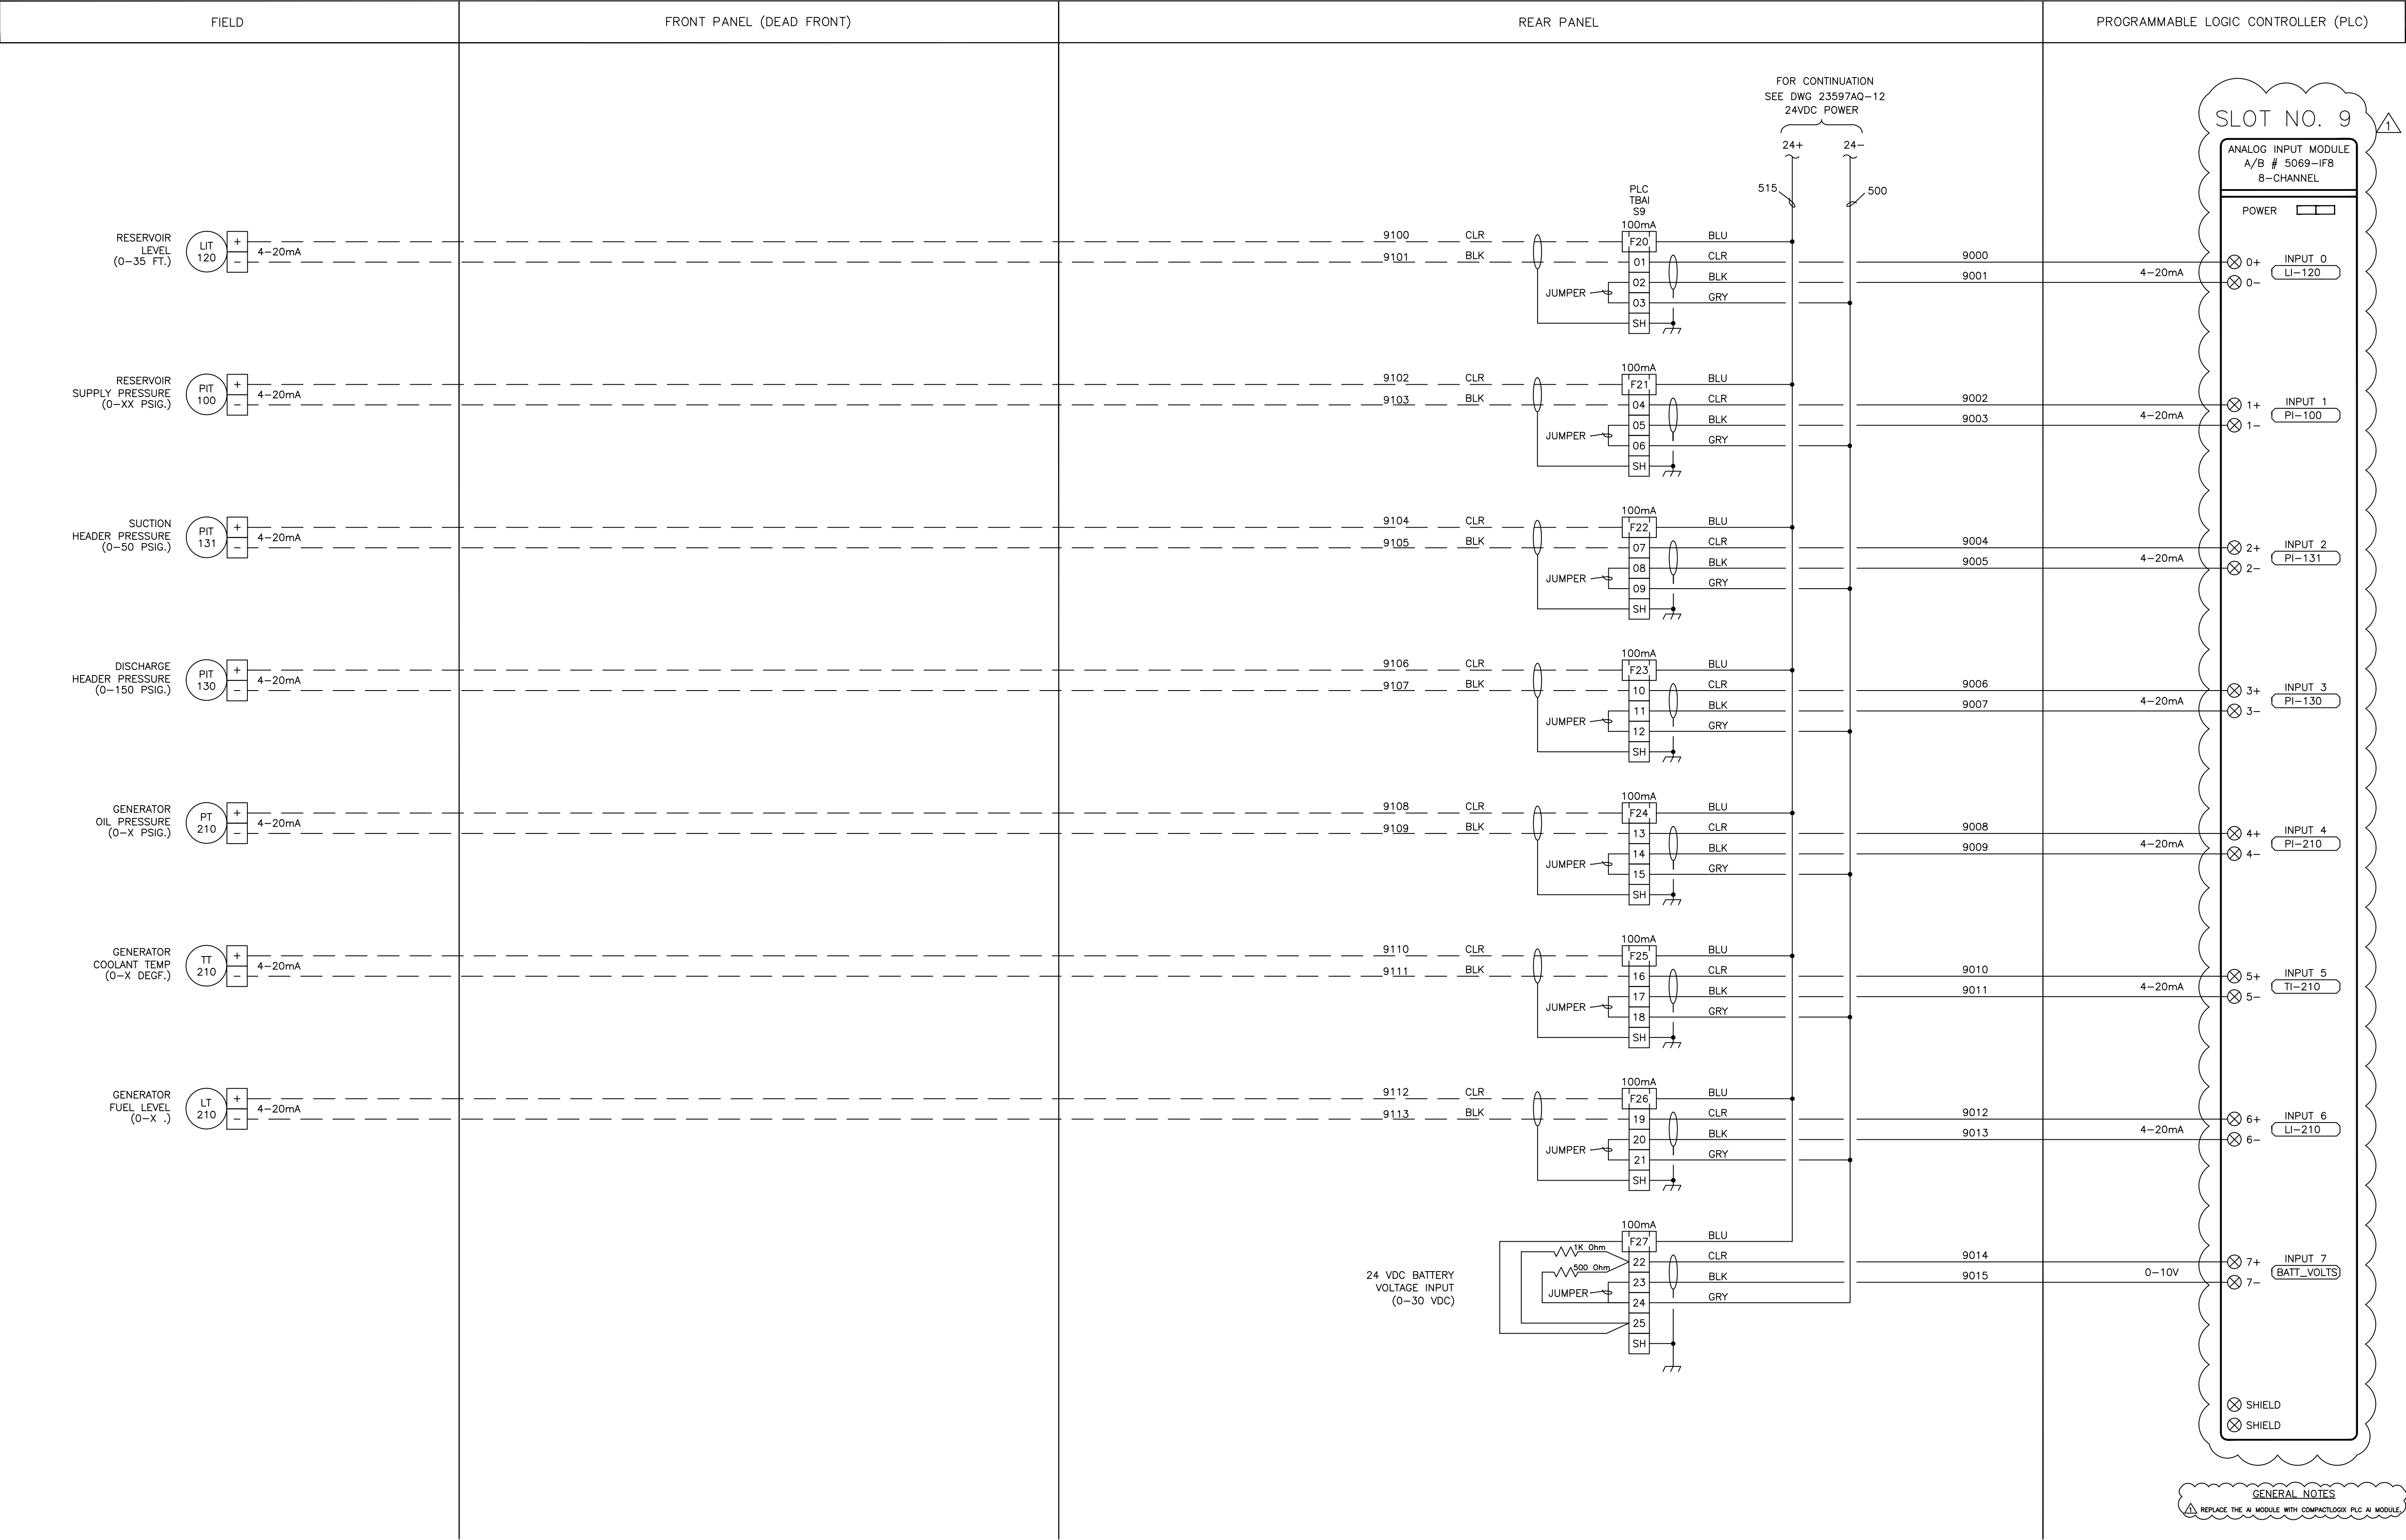 FIELD
FRONT PANEL (DEAD FRONT)
REAR PANEL
PROGRAMMABLE LOGIC CONTROLLER (PLC)
FOR CONTINUATION
SEE DWG 23597AQ-12
24VDC POWER
24+
24-
515
500
SLOT NO. 9
1
ANALOG INPUT MODULE
A/B # 5069-IF8
8-CHANNEL
POWER
PLC
TBAI
S9
RESERVOIR
LEVEL
(0-35 FT.)
LIT
120
+
-
4-20mA
9100 CLR
9101 BLK
JUMPER
100mA
F20
01
02
03
SH
BLU
CLR
BLK
GRY
9000
9001
4-20mA
0+
0-
INPUT 0
LI-120
RESERVOIR
SUPPLY PRESSURE
(0-XX PSIG.)
PIT
100
+
-
4-20mA
9102 CLR
9103 BLK
JUMPER
100mA
F21
04
05
06
SH
BLU
CLR
BLK
GRY
9002
9003
4-20mA
1+
1-
INPUT 1
PI-100
SUCTION
HEADER PRESSURE
(0-50 PSIG.)
PIT
131
+
-
4-20mA
9104 CLR
9105 BLK
JUMPER
100mA
F22
07
08
09
SH
BLU
CLR
BLK
GRY
9004
9005
4-20mA
2+
2-
INPUT 2
PI-131
DISCHARGE
HEADER PRESSURE
(0-150 PSIG.)
PIT
130
+
-
4-20mA
9106 CLR
9107 BLK
JUMPER
100mA
F23
10
11
12
SH
BLU
CLR
BLK
GRY
9006
9007
4-20mA
3+
3-
INPUT 3
PI-130
GENERATOR
OIL PRESSURE
(0-X PSIG.)
PT
210
+
-
4-20mA
9108 CLR
9109 BLK
JUMPER
100mA
F24
13
14
15
SH
BLU
CLR
BLK
GRY
9008
9009
4-20mA
4+
4-
INPUT 4
PI-210
GENERATOR
COOLANT TEMP
(0-X DEGF.)
TT
210
+
-
4-20mA
9110 CLR
9111 BLK
JUMPER
100mA
F25
16
17
18
SH
BLU
CLR
BLK
GRY
9010
9011
4-20mA
5+
5-
INPUT 5
TI-210
GENERATOR
FUEL LEVEL
(0-X .)
LT
210
+
-
4-20mA
9112 CLR
9113 BLK
JUMPER
100mA
F26
19
20
21
SH
BLU
CLR
BLK
GRY
9012
9013
4-20mA
6+
6-
INPUT 6
LI-210
24 VDC BATTERY
VOLTAGE INPUT
(0-30 VDC)
1K Ohm
500 Ohm
JUMPER
100mA
F27
22
23
24
25
SH
BLU
CLR
BLK
GRY
9014
9015
0-10V
7+
7-
INPUT 7
BATT_VOLTS
SHIELD
SHIELD
GENERAL NOTES
1 REPLACE THE AI MODULE WITH COMPACTLOGIX PLC AI MODULE.